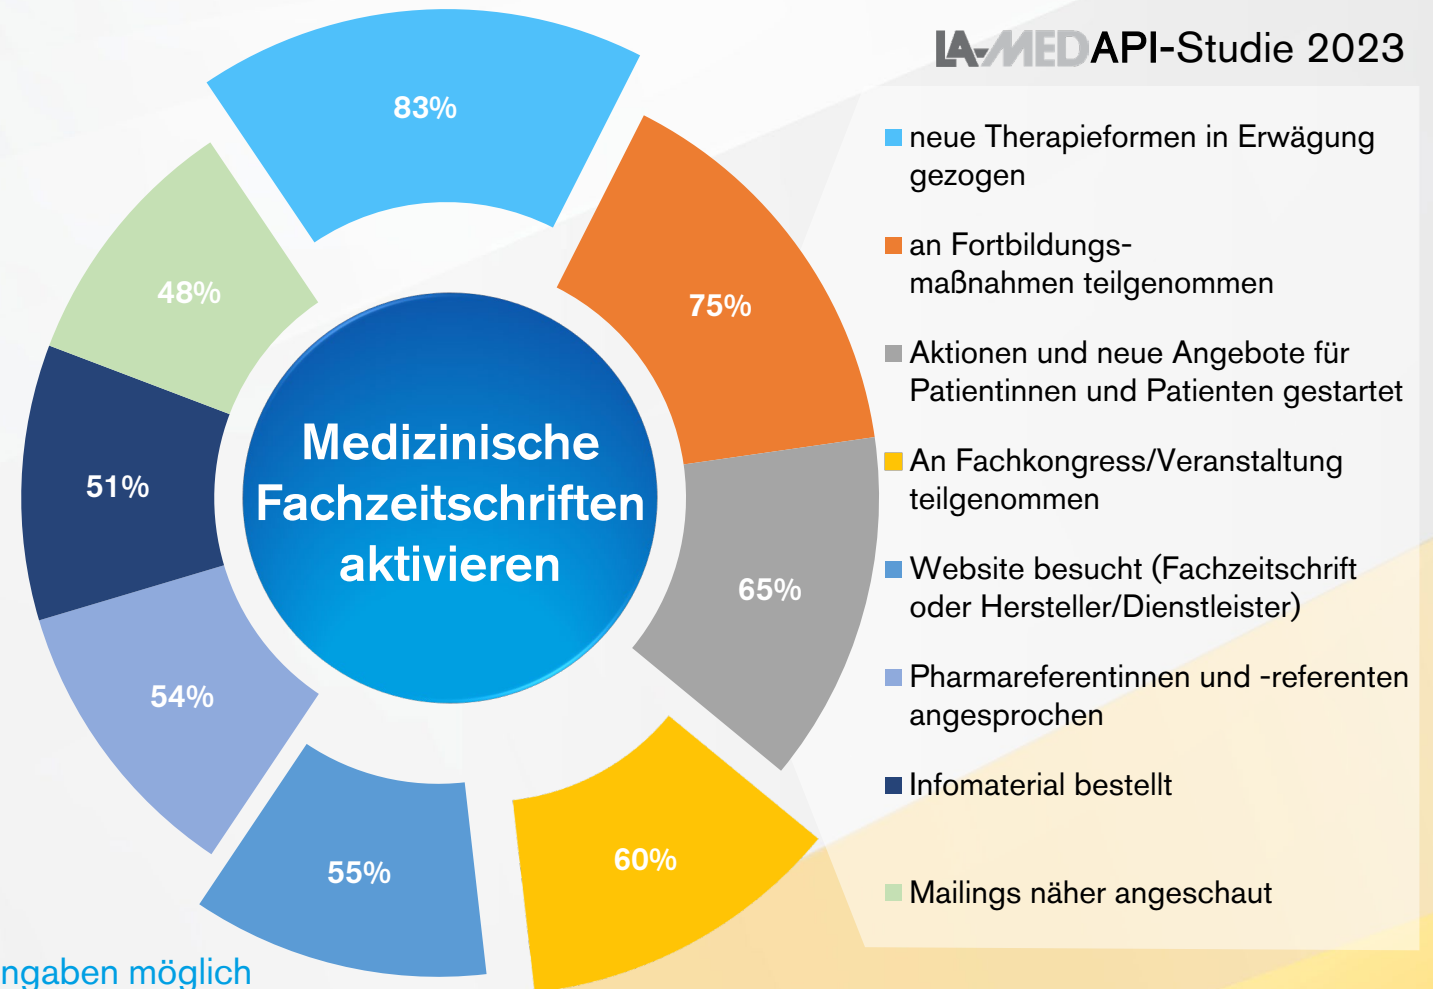 LA-MED API-Studie 2023
83%
75%
65%
60%
55%
54%
51%
48%
Medizinische
Fachzeitschriften
aktivieren
neue Therapieformen in Erwägung
gezogen
an Fortbildungs-
maßnahmen teilgenommen
Aktionen und neue Angebote für
Patientinnen und Patienten gestartet
An Fachkongress/Veranstaltung
teilgenommen
Website besucht (Fachzeitschrift
oder Hersteller/Dienstleister)
Pharmareferentinnen und -referenten
angesprochen
Infomaterial bestellt
Mailings näher angeschaut
ngaben möglich